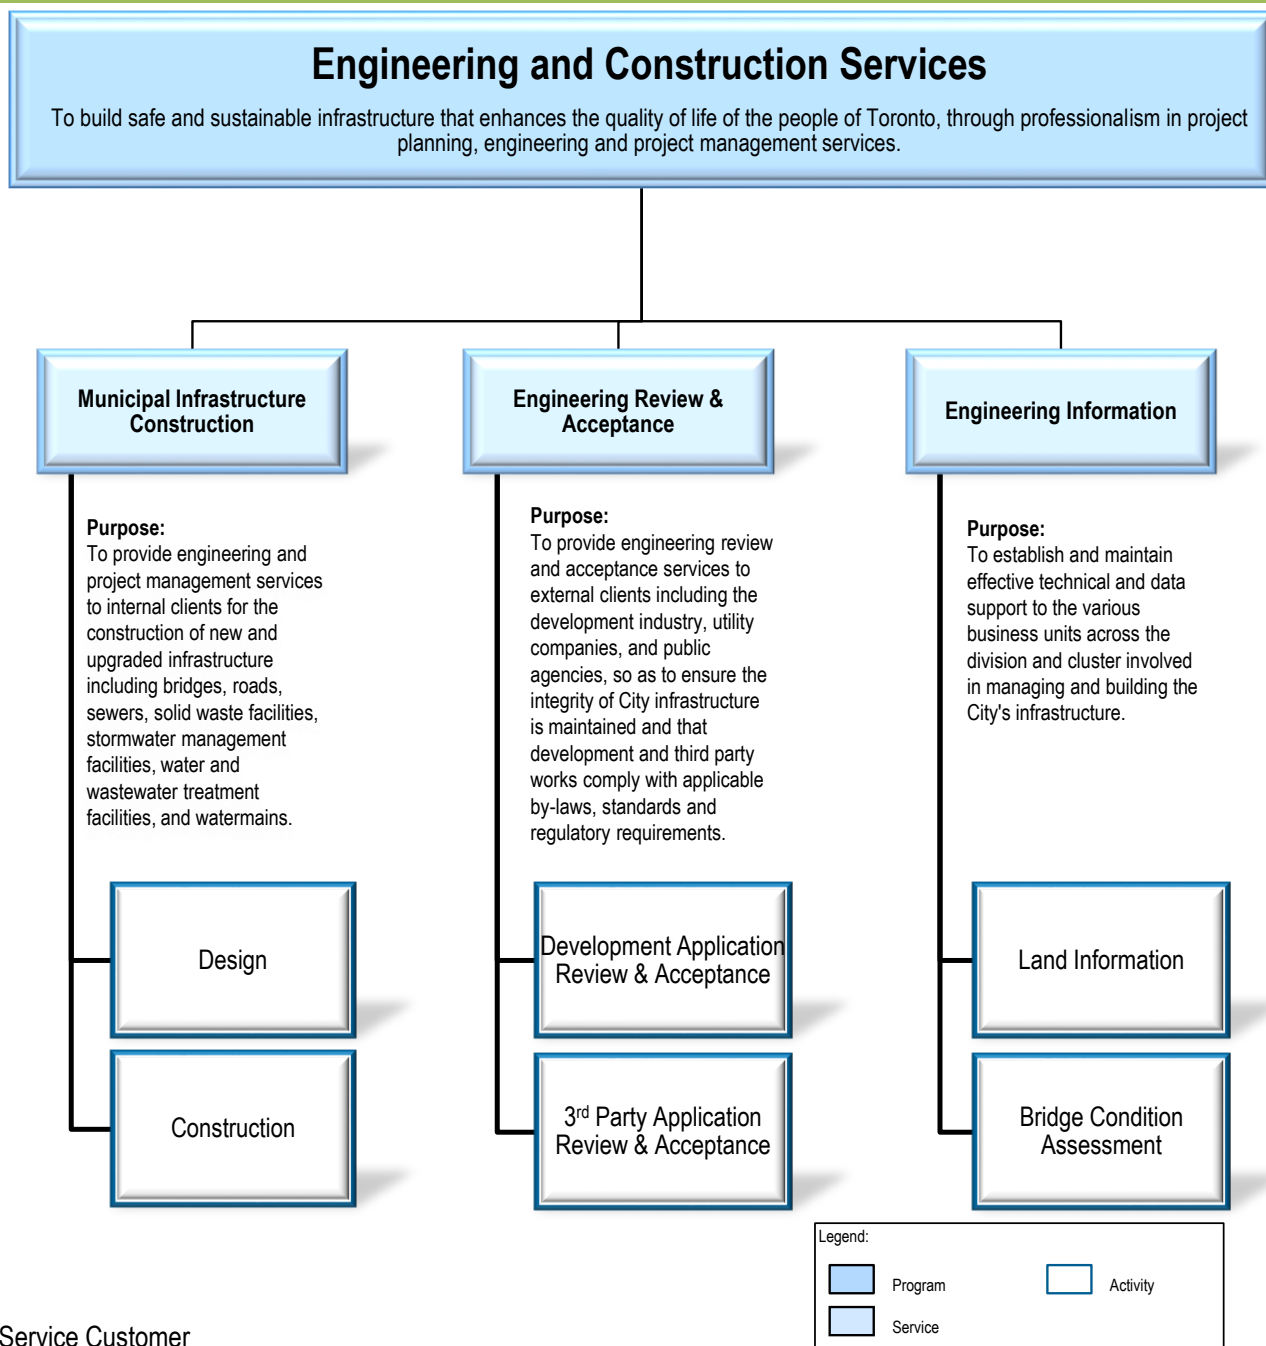 Engineering and Construction Services
To build safe and sustainable infrastructure that enhances the quality of life of the people of Toronto, through professionalism in project
planning, engineering and project management services.
Municipal Infrastructure
Construction
Purpose:
To provide engineering and
project management services
to internal clients for the
construction of new and
upgraded infrastructure
including bridges, roads,
sewers, solid waste facilities,
stormwater management
facilities, water and
wastewater treatment
facilities, and watermains.
Design
Construction
Engineering Review &
Acceptance
Purpose:
To provide engineering review
and acceptance services to
external clients including the
development industry, utility
companies, and public
agencies, so as to ensure the
integrity of City infrastructure
is maintained and that
development and third party
works comply with applicable
by-laws, standards and
regulatory requirements.
Development Application
Review & Acceptance
3rd Party Application
Review & Acceptance
Engineering Information
Purpose:
To establish and maintain
effective technical and data
support to the various
business units across the
division and cluster involved
in managing and building the
City's infrastructure.
Land Information
Bridge Condition
Assessment
Legend:
Program
Activity
Service
Service Customer